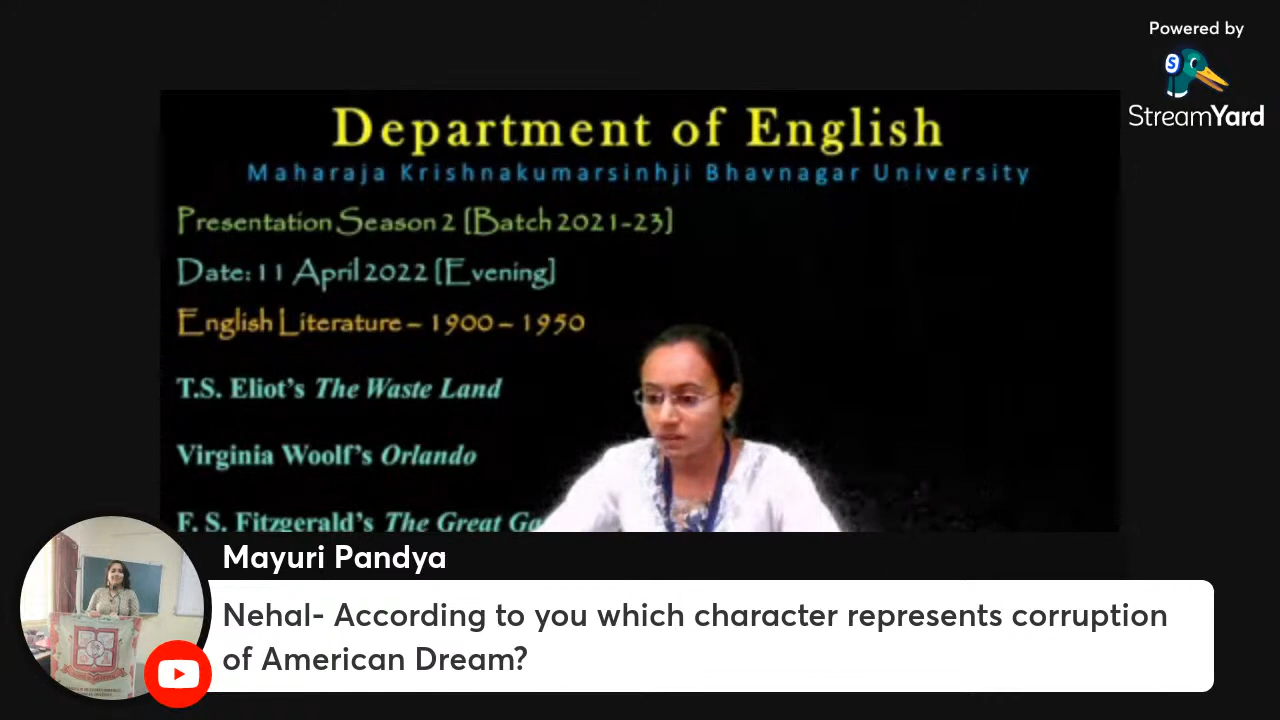 Powered by
StreamYard
Department of English
Maharaja Krishnakumarsinhji Bhavnagar University
Presentation Season 2 [Batch 2021-23]
Date: 11 April 2022 [Evening]
English Literature – 1900 – 1950
T.S. Eliot's The Waste Land
Virginia Woolf's Orlando
F. S. Fitzgerald's The Great
Mayuri Pandya
Nehal- According to you which character represents corruption
of American Dream?